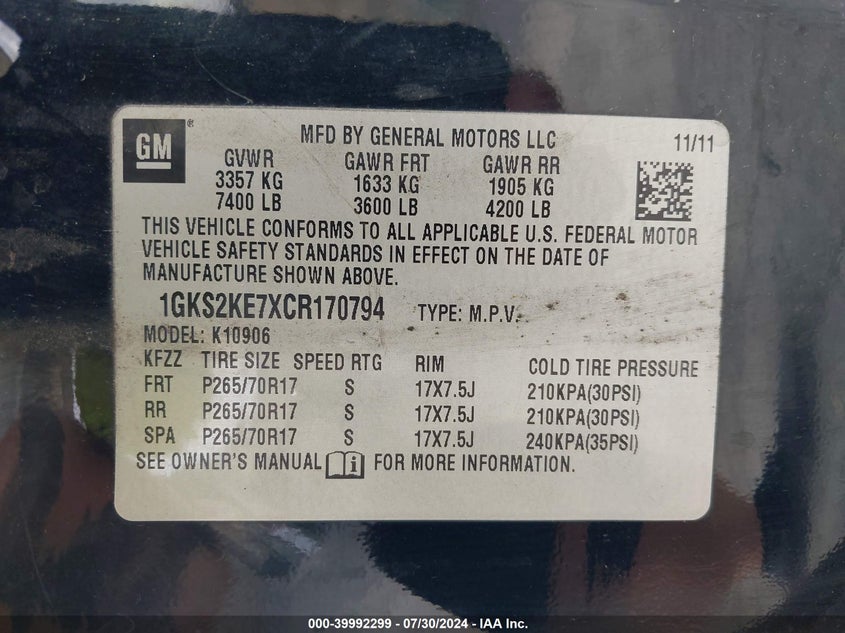 GM ®
MFD BY GENERAL MOTORS LLC 11/11
GVWR GAWR FRT GAWR RR
3357 KG 1633 KG 1905 KG
7400 LB 3600 LB 4200 LB
THIS VEHICLE CONFORMS TO ALL APPLICABLE U.S. FEDERAL MOTOR
VEHICLE SAFETY STANDARDS IN EFFECT ON THE DATE OF
MANUFACTURE SHOWN ABOVE.
1GKS2KE7XCR170794 TYPE: M.P.V.
MODEL: K10906
KFZZ TIRE SIZE SPEED RTG RIM COLD TIRE PRESSURE
FRT P265/70R17 S 17X7.5J 210KPA(30PSI)
RR P265/70R17 S 17X7.5J 210KPA(30PSI)
SPA P265/70R17 S 17X7.5J 240KPA(35PSI)
SEE OWNER'S MANUAL FOR MORE INFORMATION.
000-39992299 - 07/30/2024 - IAA Inc.